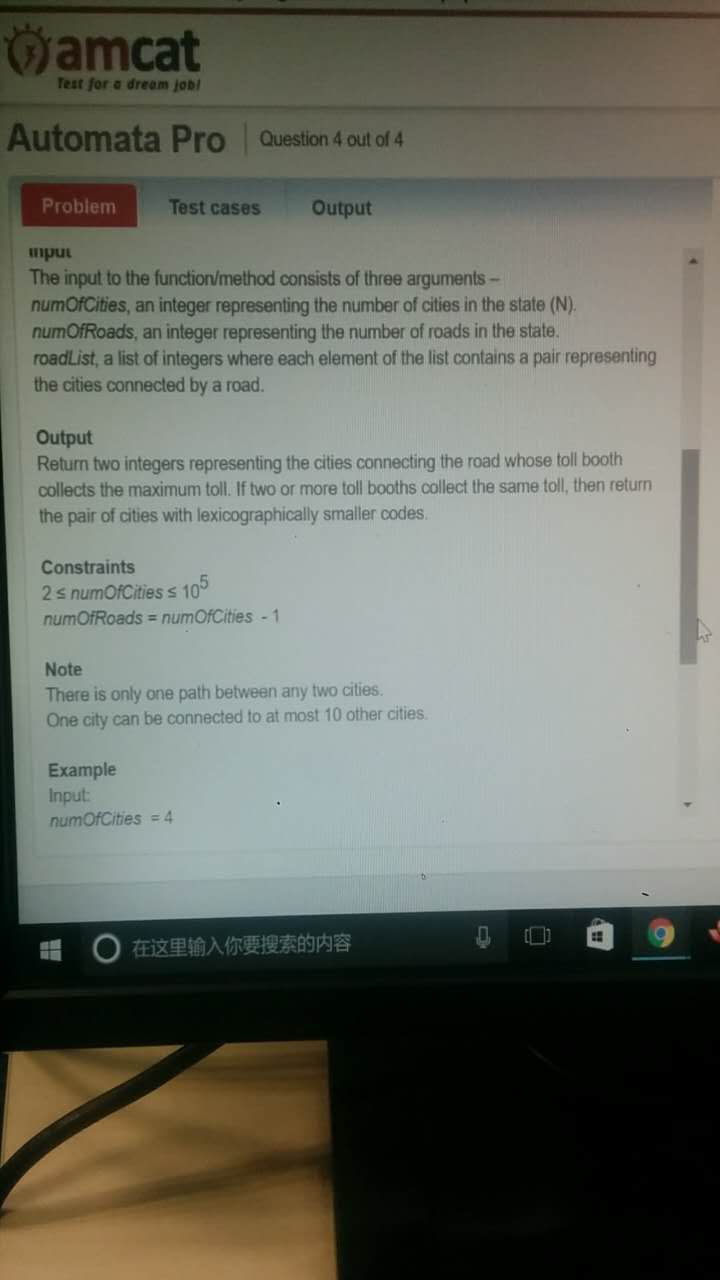 amcat
Test for a dream job!
Automata Pro
Question 4 out of 4
Problem
Test cases
Output
Input
The input to the function/method consists of three arguments –
numOfCities, an integer representing the number of cities in the state (N).
numOfRoads, an integer representing the number of roads in the state.
roadList, a list of integers where each element of the list contains a pair representing
the cities connected by a road.
Output
Return two integers representing the cities connecting the road whose toll booth
collects the maximum toll. If two or more toll booths collect the same toll, then return
the pair of cities with lexicographically smaller codes.
Constraints
2 ≤ numOfCities ≤ 10^5
numOfRoads = numOfCities - 1
Note
There is only one path between any two cities.
One city can be connected to at most 10 other cities.
Example
Input:
numOfCities = 4
在这里输入你要搜索的内容